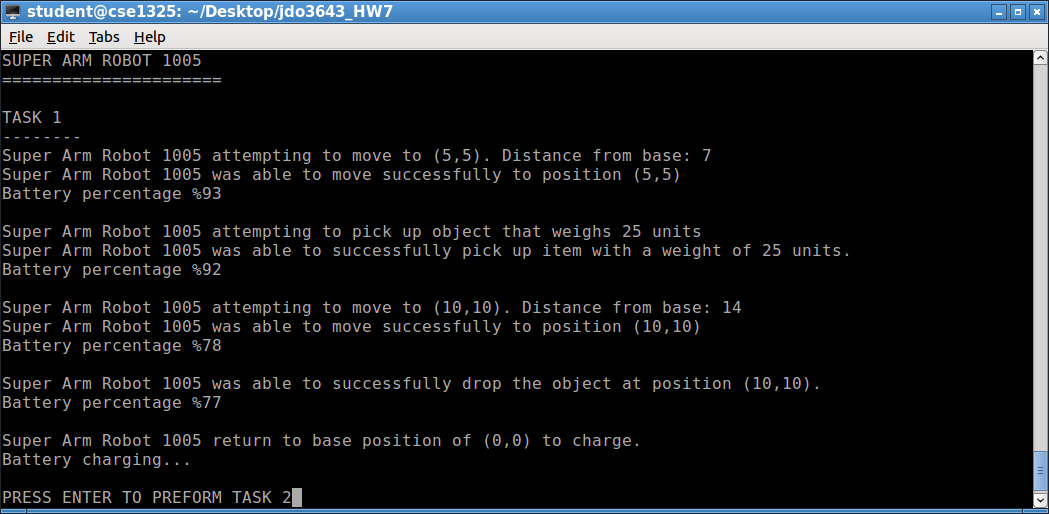 student@cse1325: ~/Desktop/jdo3643_HW7
File Edit Tabs Help
SUPER ARM ROBOT 1005
======================
TASK 1
--------
Super Arm Robot 1005 attempting to move to (5,5). Distance from base: 7
Super Arm Robot 1005 was able to move successfully to position (5,5)
Battery percentage %93
Super Arm Robot 1005 attempting to pick up object that weighs 25 units
Super Arm Robot 1005 was able to successfully pick up item with a weight of 25 units.
Battery percentage %92
Super Arm Robot 1005 attempting to move to (10,10). Distance from base: 14
Super Arm Robot 1005 was able to move successfully to position (10,10)
Battery percentage %78
Super Arm Robot 1005 was able to successfully drop the object at position (10,10).
Battery percentage %77
Super Arm Robot 1005 return to base position of (0,0) to charge.
Battery charging...
PRESS ENTER TO PREFORM TASK 2